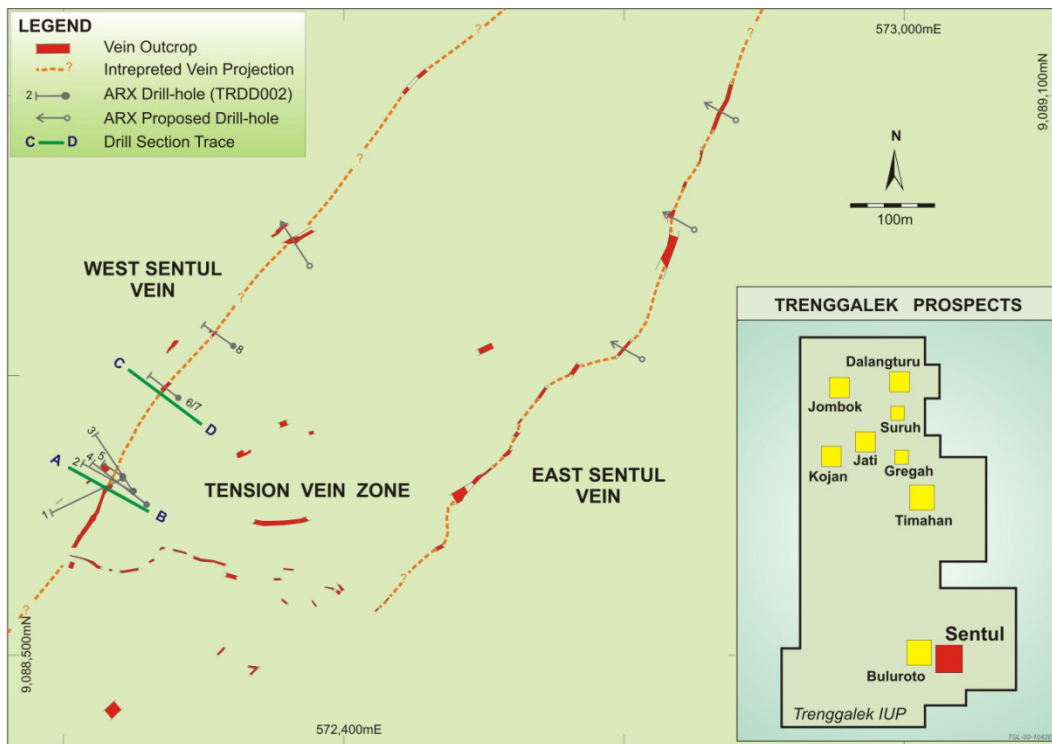 LEGEND
Vein Outcrop
? Intrepreted Vein Projection
2 ARX Drill-hole (TRDD002)
ARX Proposed Drill-hole
C D Drill Section Trace
573,000mE
9,089,100mN
N
100m
?
?
?
?
WEST SENTUL
VEIN
8
C
6/7
D
3
A
2
4
5
1
B
TENSION VEIN ZONE
EAST SENTUL
VEIN
?
?
9,088,500mN
572,400mE
TRENGGALEK PROSPECTS
Dalangturu
Jombok
Suruh
Jati
Kojan
Gregah
Timahan
Sentul
Buluroto
Trenggalek IUP
TGL-00-1042E